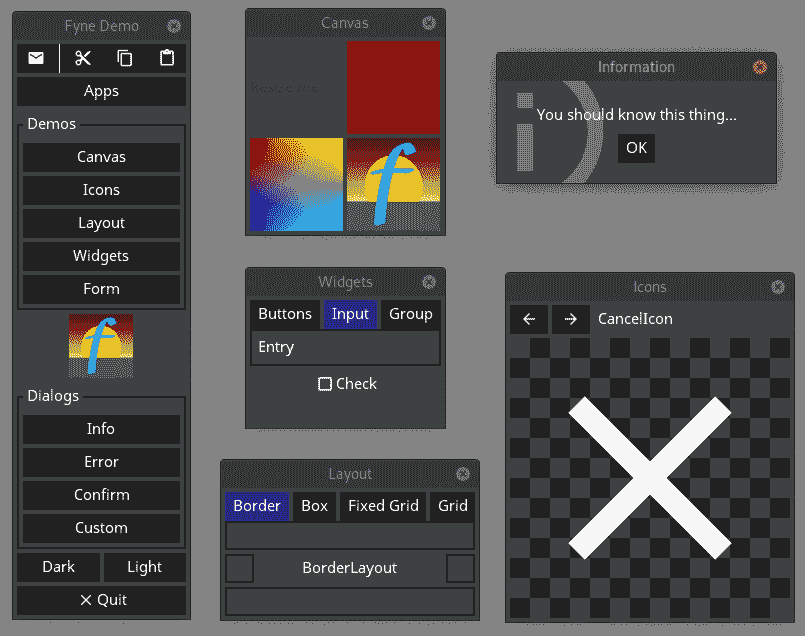 Fyne Demo
Apps
Demos
Canvas
Icons
Layout
Widgets
Form
Dialogs
Info
Error
Confirm
Custom
Dark Light
Quit
Canvas
Widgets
Buttons Input Group
Entry
Check
Layout
Border Box Fixed Grid Grid
BorderLayout
Information
You should know this thing...
OK
Icons
CancelIcon